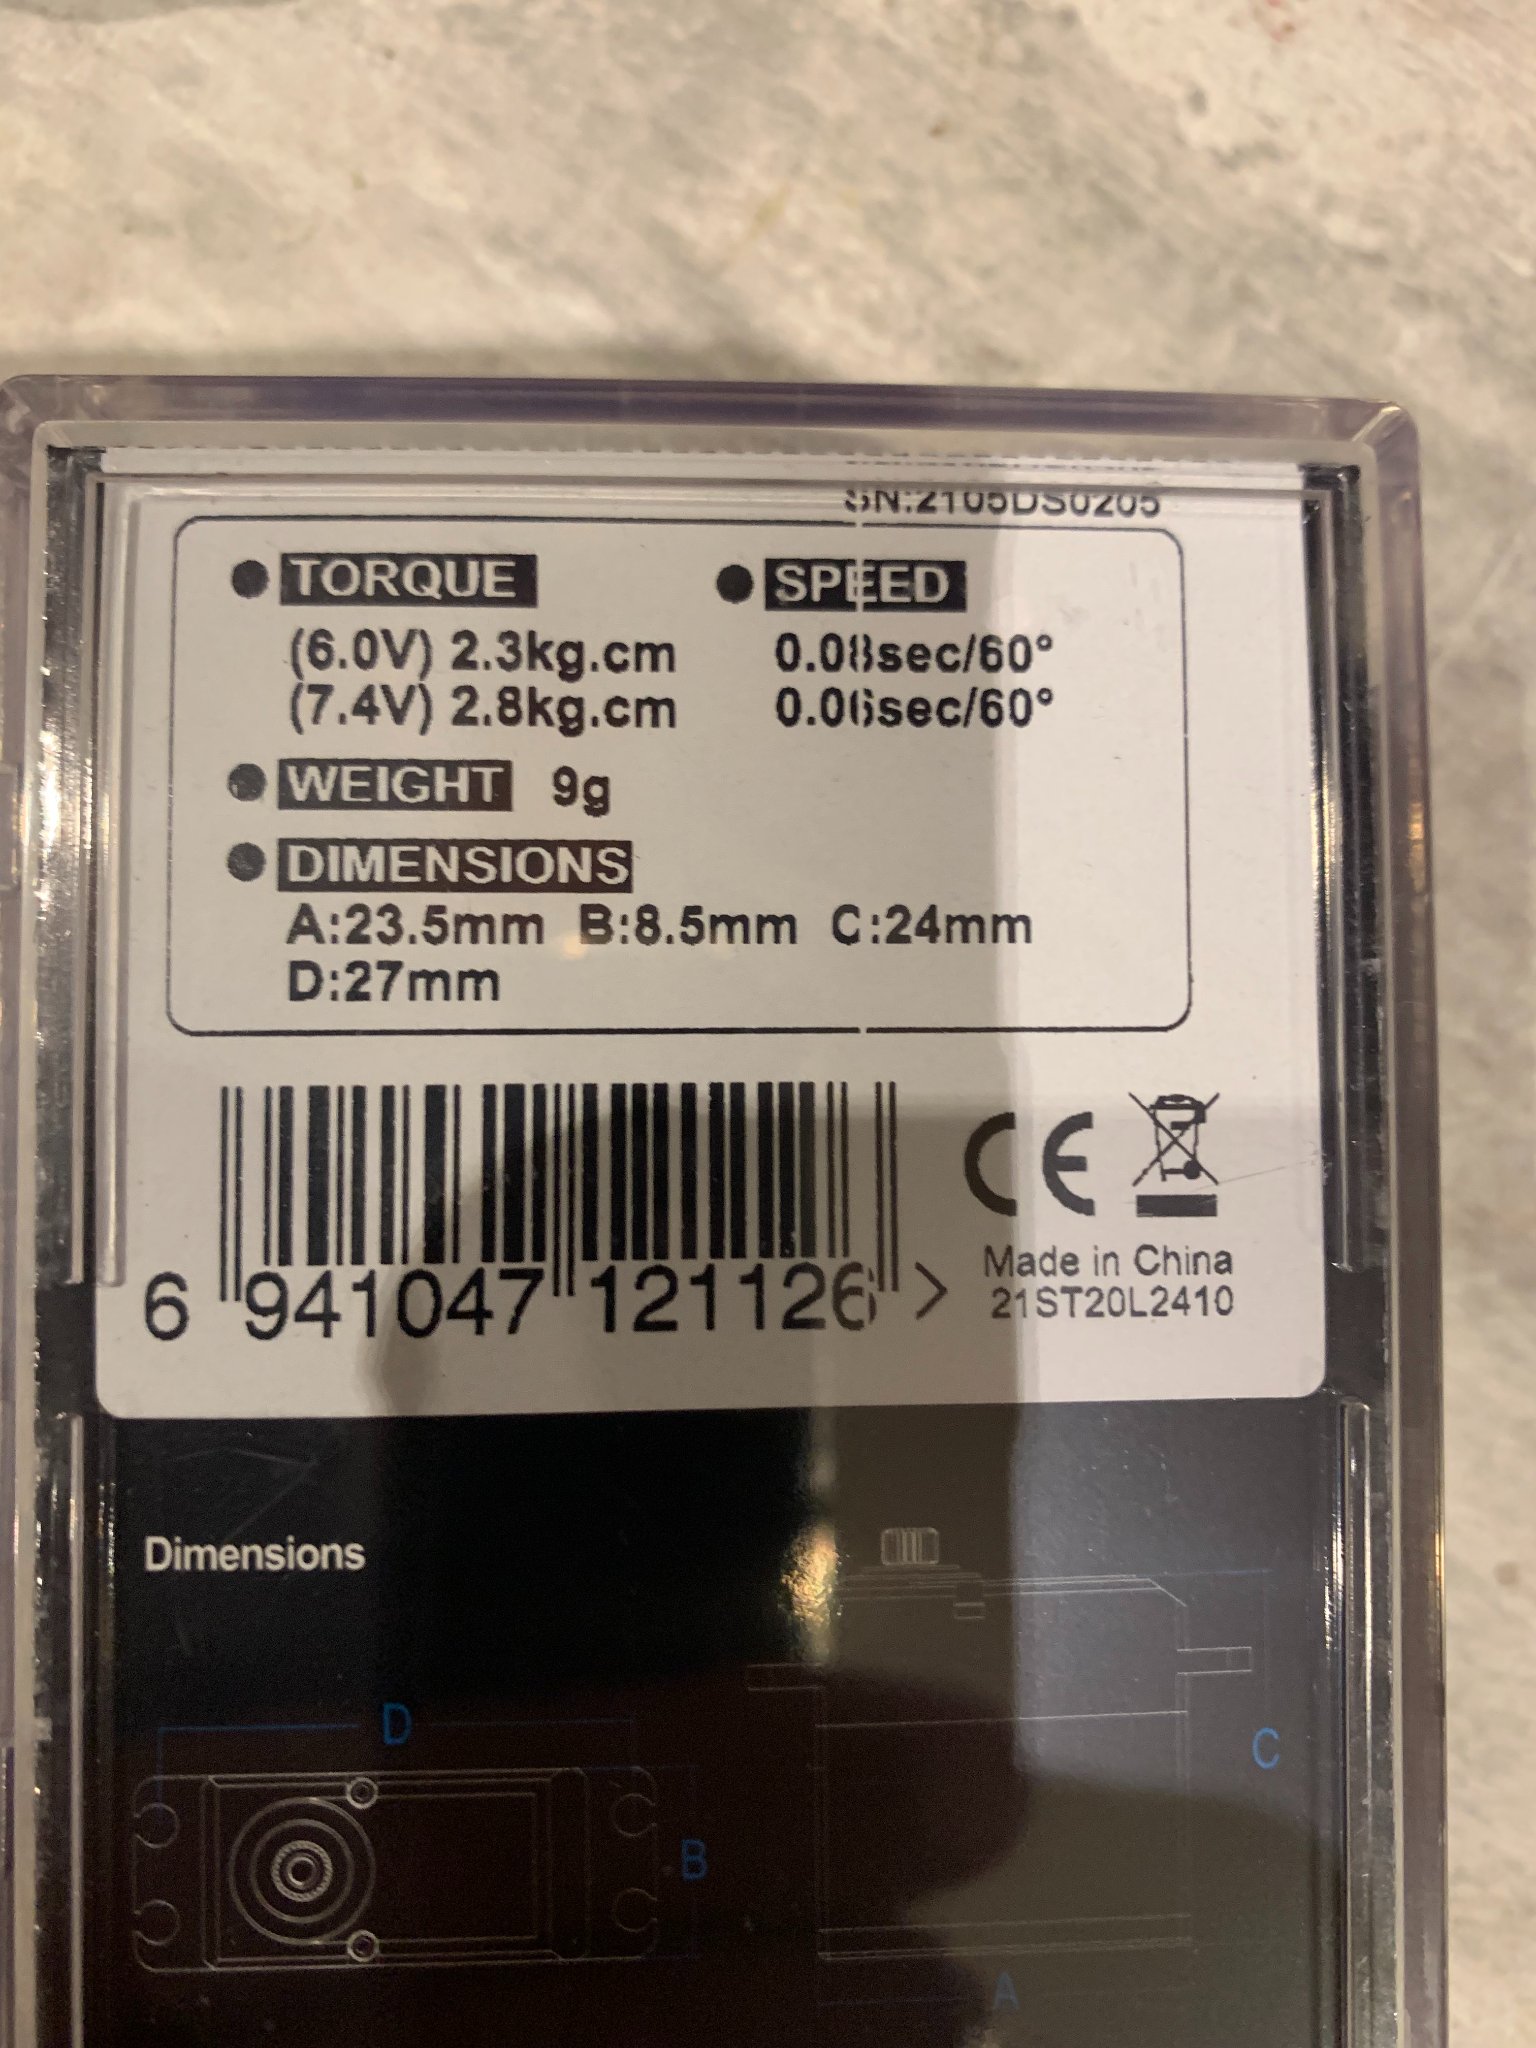 SN:2105DS0205
TORQUE
(6.0V) 2.3kg.cm
(7.4V) 2.8kg.cm
SPEED
0.08sec/60°
0.06sec/60°
WEIGHT 9g
DIMENSIONS
A:23.5mm B:8.5mm C:24mm
D:27mm
6 941047 121126 >
CE
Made in China
21ST20L2410
Dimensions
D
B
C
A